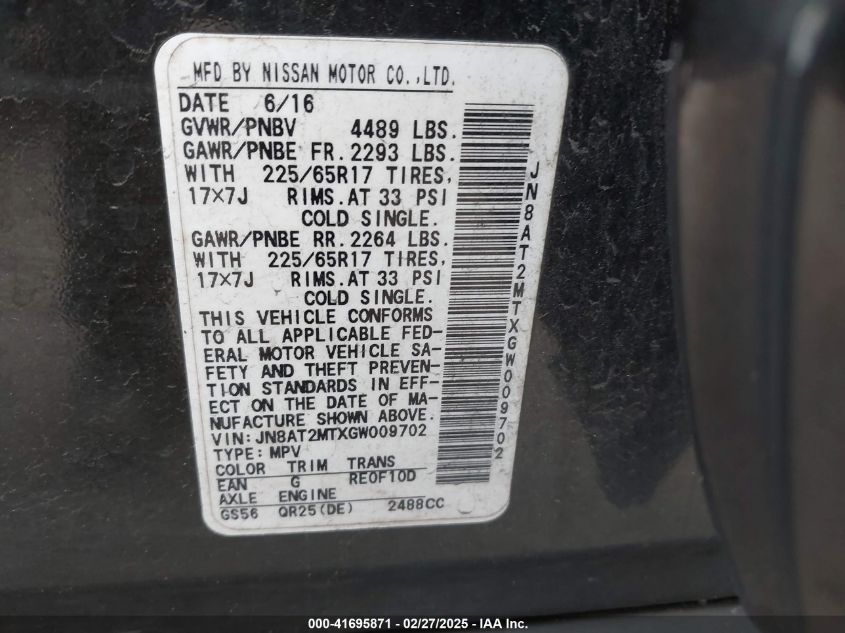 MFD BY NISSAN MOTOR CO.,LTD.
DATE 6/16
GVWR/PNBV 4489 LBS.
GAWR/PNBE FR. 2293 LBS.
WITH 225/65R17 TIRES,
17×7J RIMS. AT 33 PSI
COLD SINGLE.
GAWR/PNBE RR. 2264 LBS.
WITH 225/65R17 TIRES,
17×7J RIMS. AT 33 PSI
COLD SINGLE.
THIS VEHICLE CONFORMS
TO ALL APPLICABLE FED-
ERAL MOTOR VEHICLE SA-
FETY AND THEFT PREVEN-
TION STANDARDS IN EFF-
ECT ON THE DATE OF MA-
NUFACTURE SHOWN ABOVE.
VIN: JN8AT2MTXGW009702
TYPE: MPV
COLOR TRIM TRANS
EAN G RE0F10D
AXLE ENGINE
GS56 QR25(DE) 2488CC
JN8AT2MTXGW009702
000-41695871 - 02/27/2025 - IAA Inc.